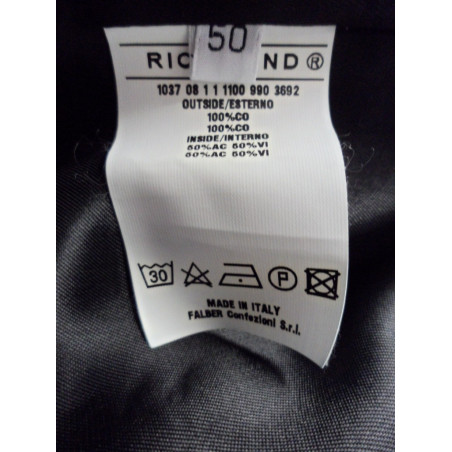 50
RIC ND®
1037 08 1 1 1100 990 3692
OUTSIDE/ESTERNO
100%CO
100%CO
INSIDE/INTERNO
50%AC 50%VI
50%AC 50%VI
30 P
MADE IN ITALY
FALBER Confezioni S.r.l.